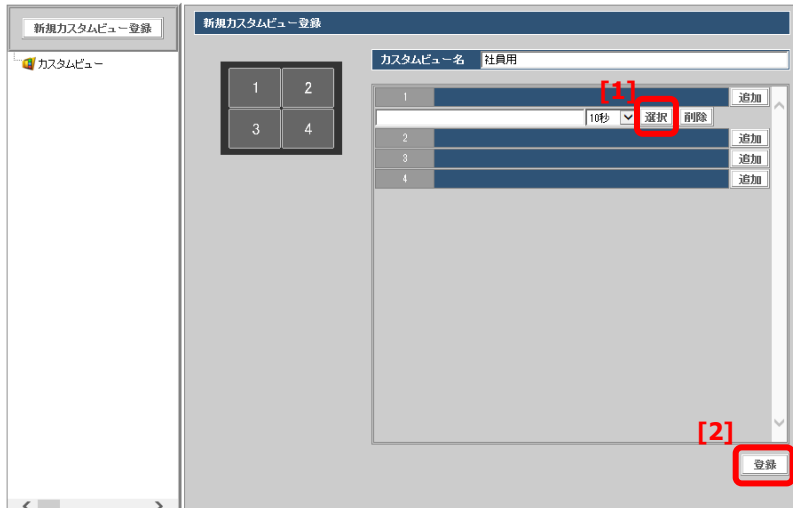 新規カスタムビュー登録
カスタムビュー
新規カスタムビュー登録
カスタムビュー名 社員用
1 2
3 4
[1]
1 追加
10秒 選択 削除
2 追加
3 追加
4 追加
[2]
登録